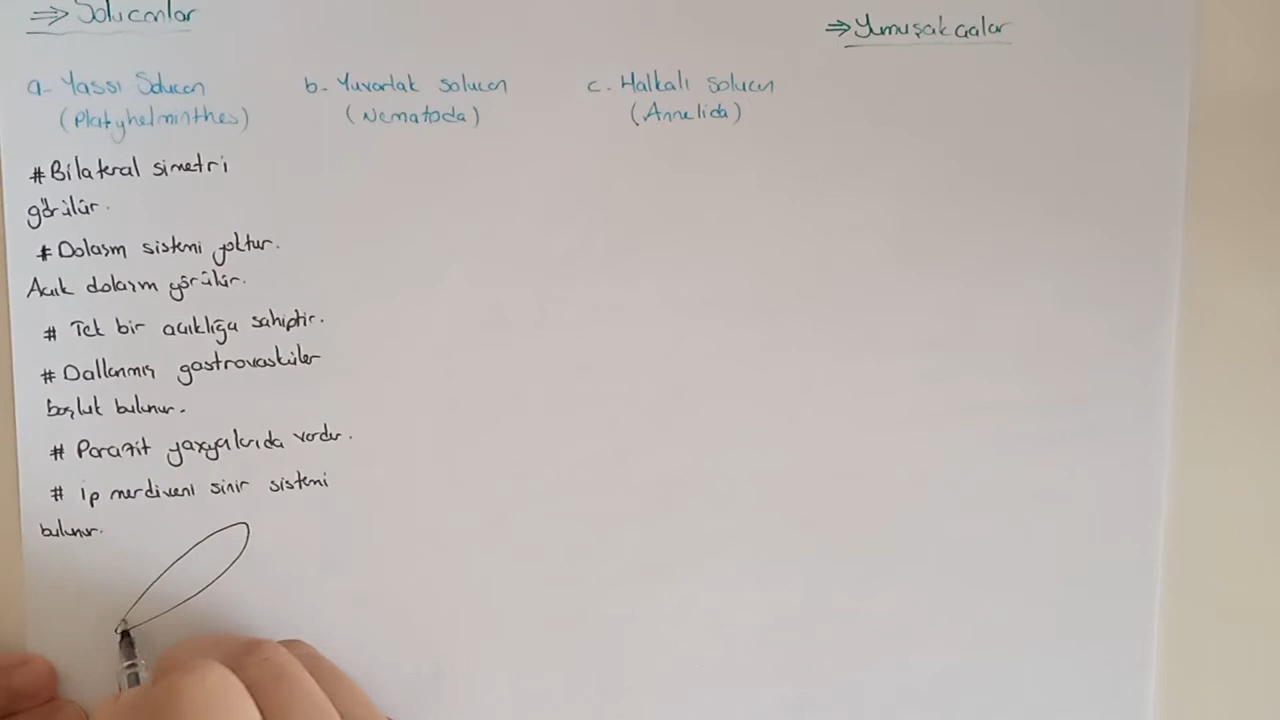 ⇒ Solucanlar
⇒ Yumuşakçalar
a- Yassı Solucan
(Platyhelminthes)
b- Yuvarlak solucan
(Nematoda)
c. Halkalı solucan
(Annelida)
# Bilateral simetri
görülür.
# Dolaşım sistemi yoktur.
Açık dolaşım görülür.
# Tek bir açıklığa sahiptir.
# Dallanmış gastrovasküler
boşluk bulunur.
# Parazit yaşayanlarıda vardır.
# ip merdiveni sinir sistemi
bulunur.